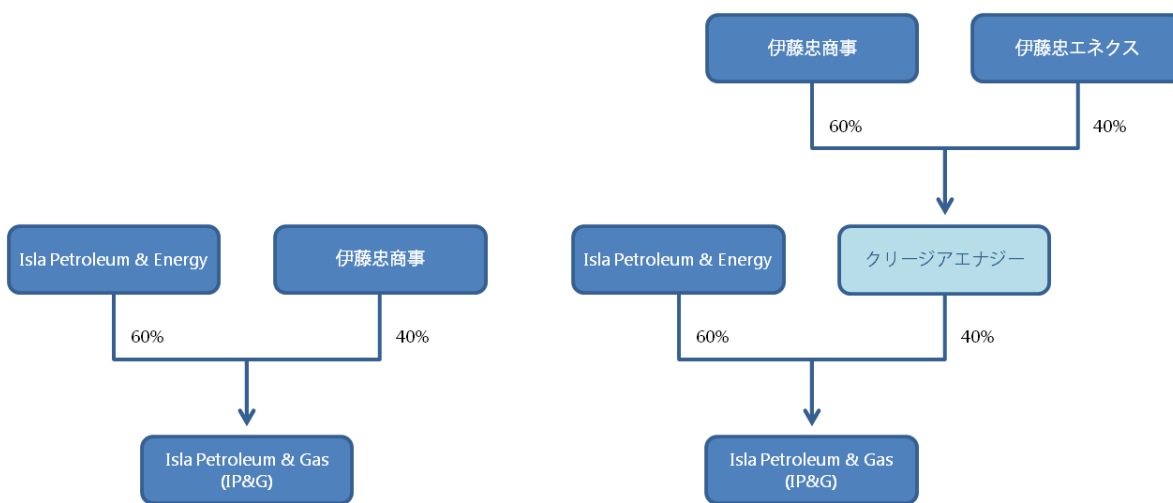 伊藤忠商事
伊藤忠エネクス
60%
40%
Isla Petroleum & Energy
伊藤忠商事
Isla Petroleum & Energy
クリージアエナジー
60%
40%
60%
40%
Isla Petroleum & Gas
(IP&G)
Isla Petroleum & Gas
(IP&G)